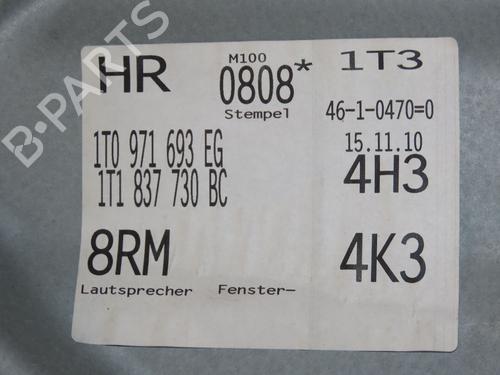 HR M100 1T3
0808*
Stempel 46-1-0470=0
1T0 971 693 EG 15.11.10
1T1 837 730 BC 4H3
8RM 4K3
Lautsprecher Fenster-
B-PARTS